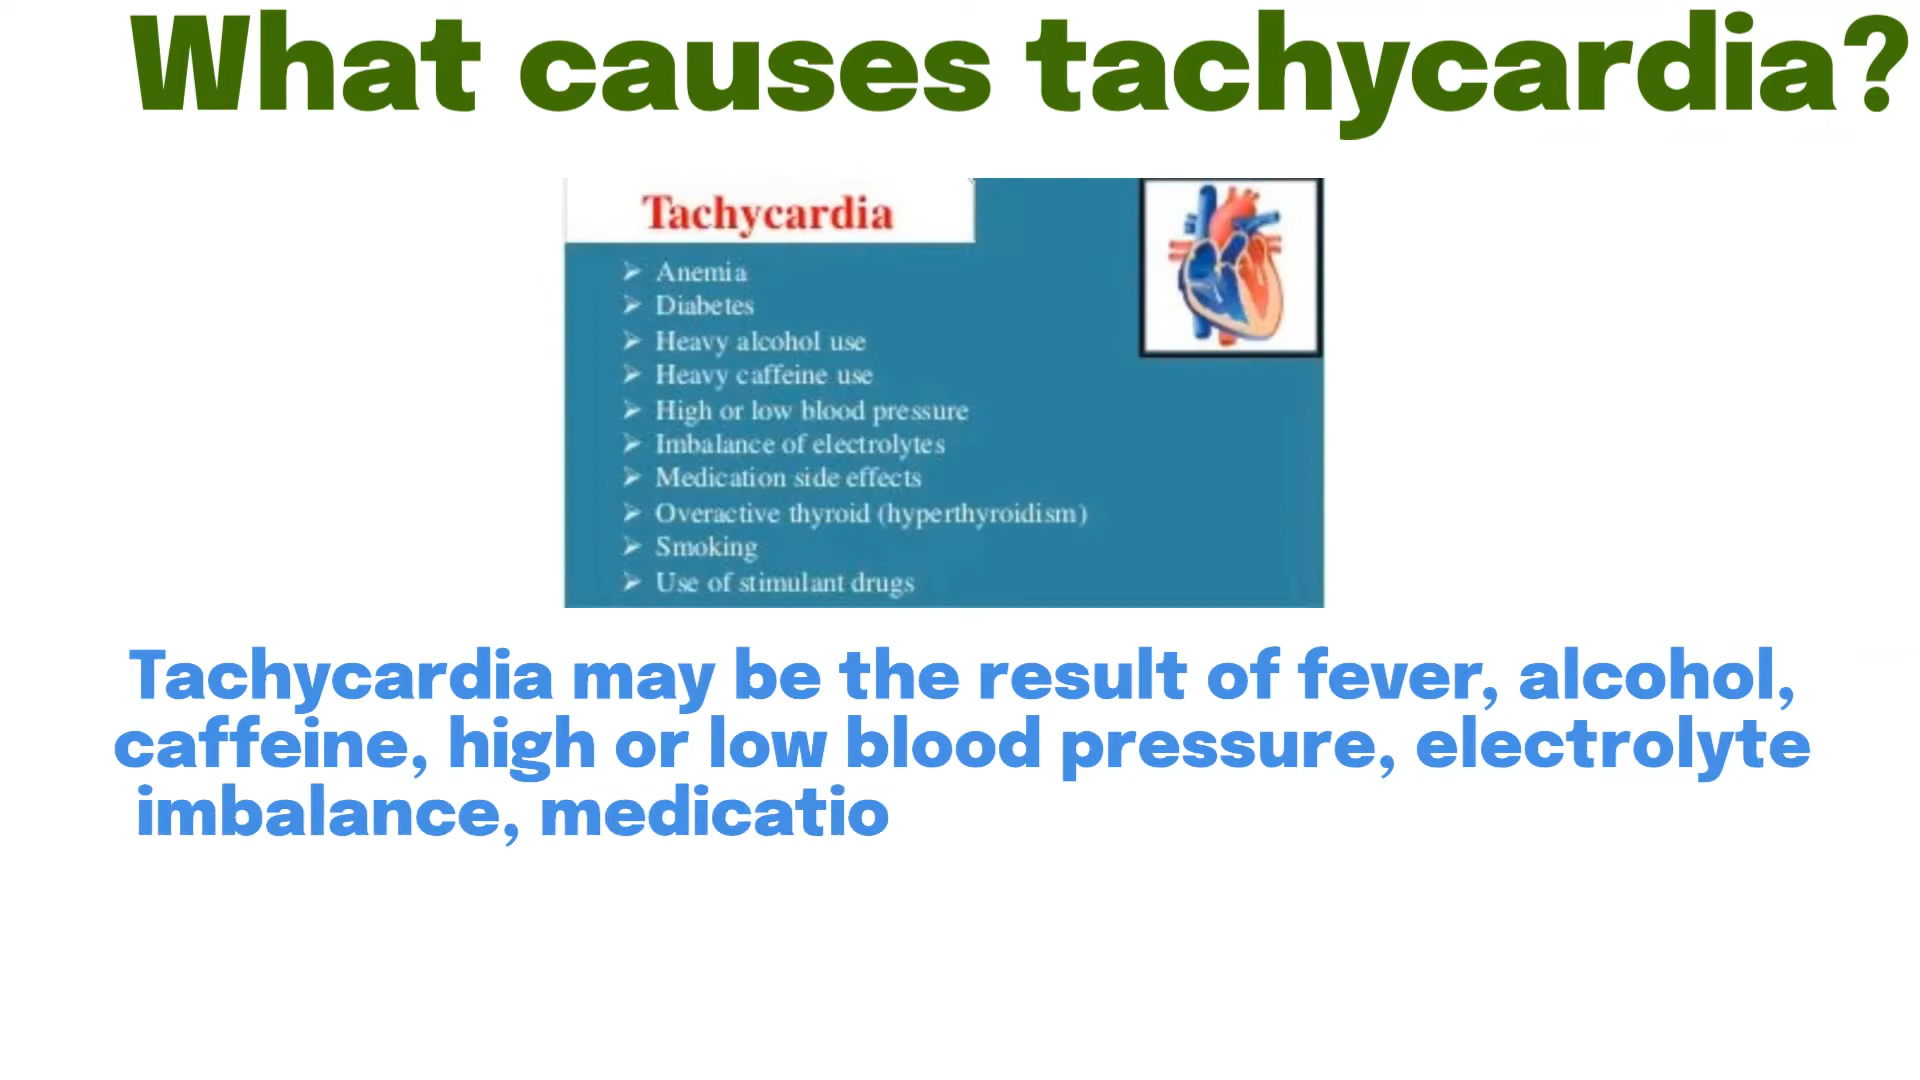 What causes tachycardia?
Tachycardia
➢ Anemia
➢ Diabetes
➢ Heavy alcohol use
➢ Heavy caffeine use
➢ High or low blood pressure
➢ Imbalance of electrolytes
➢ Medication side effects
➢ Overactive thyroid (hyperthyroidism)
➢ Smoking
➢ Use of stimulant drugs
Tachycardia may be the result of fever, alcohol,
caffeine, high or low blood pressure, electrolyte
imbalance, medicatio